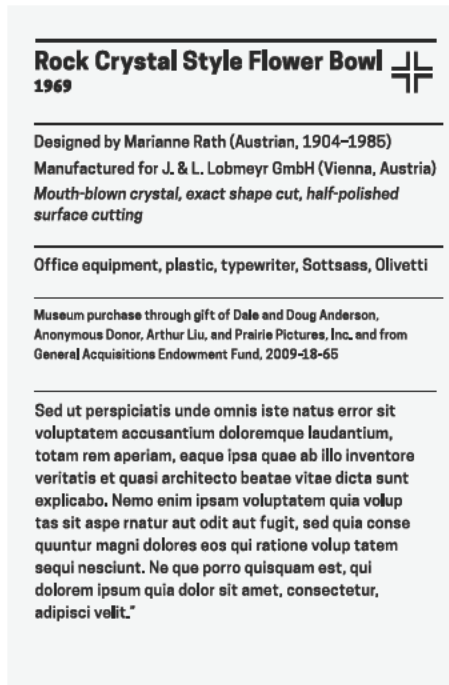 Rock Crystal Style Flower Bowl
1969
Designed by Marianne Rath (Austrian, 1904–1985)
Manufactured for J. & L. Lobmeyr GmbH (Vienna, Austria)
Mouth-blown crystal, exact shape cut, half-polished
surface cutting
Office equipment, plastic, typewriter, Sottsass, Olivetti
Museum purchase through gift of Dale and Doug Anderson,
Anonymous Donor, Arthur Liu, and Prairie Pictures, Inc. and from
General Acquisitions Endowment Fund, 2009-18-65
Sed ut perspiciatis unde omnis iste natus error sit
voluptatem accusantium doloremque laudantium,
totam rem aperiam, eaque ipsa quae ab illo inventore
veritatis et quasi architecto beatae vitae dicta sunt
explicabo. Nemo enim ipsam voluptatem quia volup
tas sit aspe rnatur aut odit aut fugit, sed quia conse
quuntur magni dolores eos qui ratione volup tatem
sequi nesciunt. Ne que porro quisquam est, qui
dolorem ipsum quia dolor sit amet, consectetur,
adipisci velit."